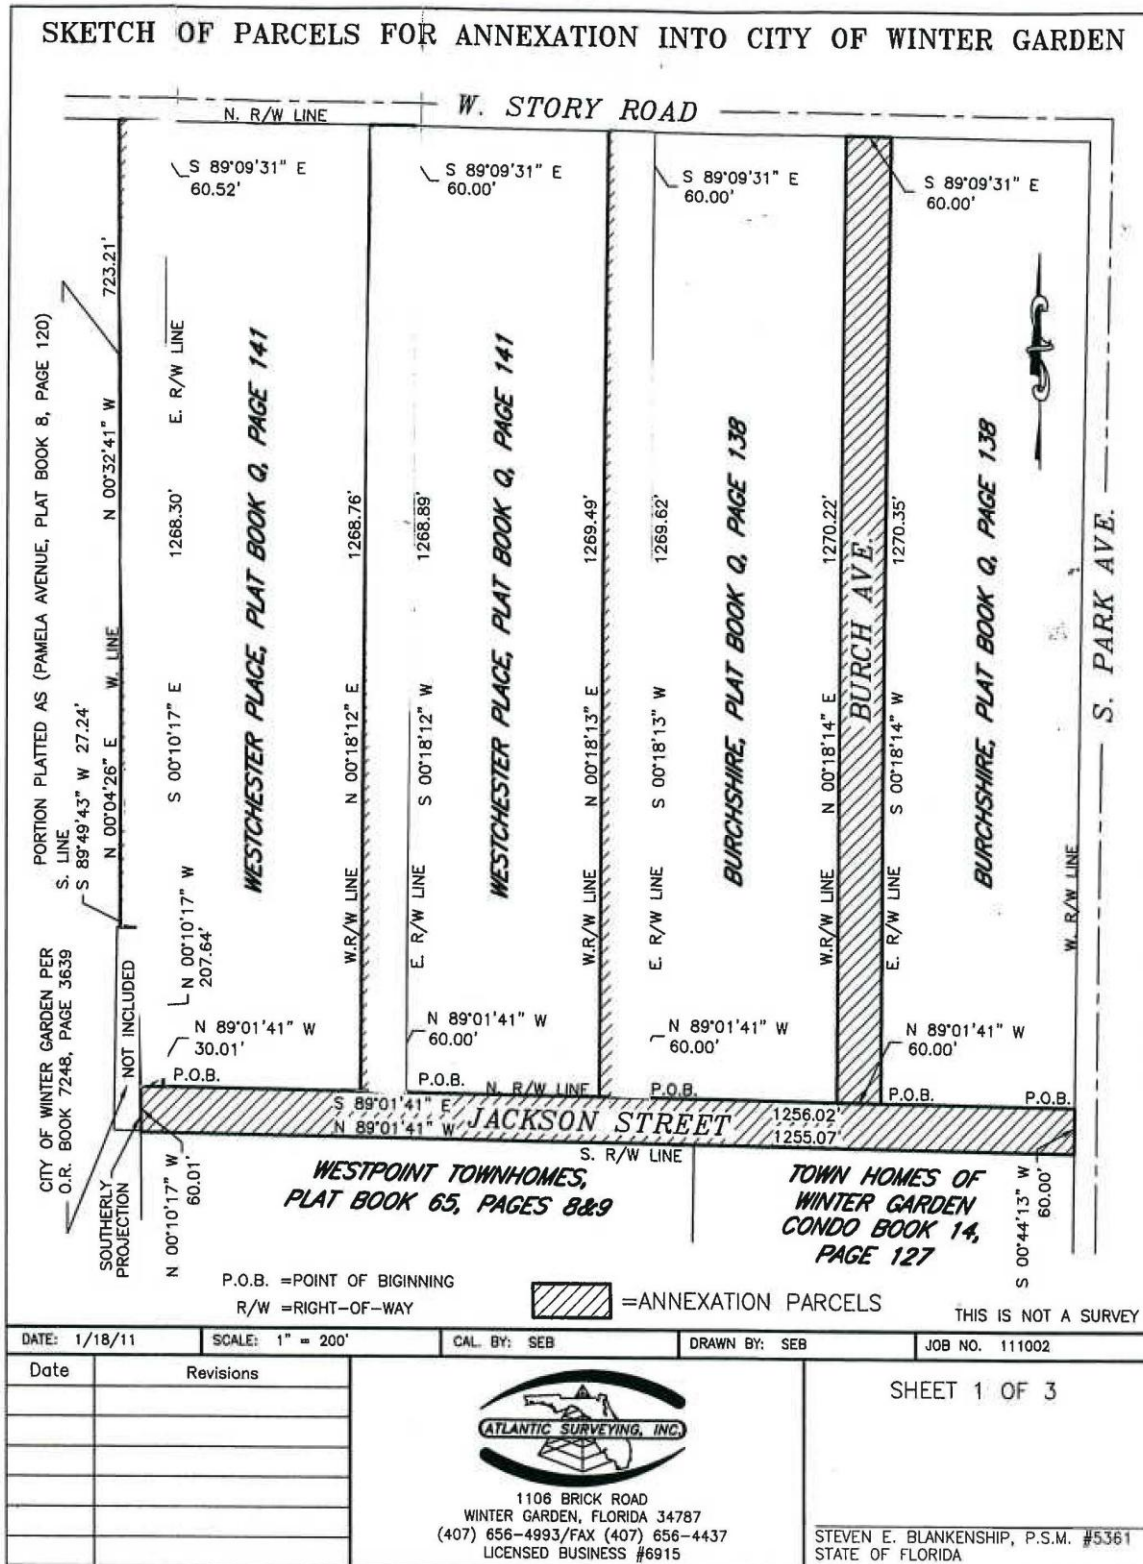 SKETCH OF PARCELS FOR ANNEXATION INTO CITY OF WINTER GARDEN
W. STORY ROAD
N. R/W LINE
S 89°09'31" E
60.52'
S 89°09'31" E
60.00'
S 89°09'31" E
60.00'
S 89°09'31" E
60.00'
PORTION PLATTED AS (PAMELA AVENUE, PLAT BOOK 8, PAGE 120)
S. LINE
S 89°49'43" W 27.24'
N 00°04'26" E
W. LINE
N 00°32'41" W
723.21'
S 00°10'17" E
1268.30'
E. R/W LINE
WESTCHESTER PLACE, PLAT BOOK Q, PAGE 141
W.R/W LINE
N 00°18'12" E
1268.76'
E. R/W LINE
S 00°18'12" W
1268.89'
WESTCHESTER PLACE, PLAT BOOK Q, PAGE 141
W.R/W LINE
N 00°18'13" E
1269.49'
E. R/W LINE
S 00°18'13" W
1269.62'
BURCHSHIRE, PLAT BOOK Q, PAGE 138
W.R/W LINE
N 00°18'14" E
1270.22'
BURCH AVE.
E. R/W LINE
S 00°18'14" W
1270.35'
BURCHSHIRE, PLAT BOOK Q, PAGE 138
W. R/W LINE
S. PARK AVE.
CITY OF WINTER GARDEN PER
O.R. BOOK 7248, PAGE 3639
NOT INCLUDED
N 00°10'17" W
207.64'
N 89°01'41" W
30.01'
P.O.B.
N 89°01'41" W
60.00'
P.O.B.
N. R/W LINE
N 89°01'41" W
60.00'
P.O.B.
N 89°01'41" W
60.00'
P.O.B.
P.O.B.
S 89°01'41" E
N 89°01'41" W
JACKSON STREET
1256.02'
1255.07'
S. R/W LINE
SOUTHERLY
PROJECTION
N 00°10'17" W
60.01'
WESTPOINT TOWNHOMES,
PLAT BOOK 65, PAGES 8&9
TOWN HOMES OF
WINTER GARDEN
CONDO BOOK 14,
PAGE 127
S 00°44'13" W
60.00'
P.O.B. =POINT OF BIGINNING
R/W =RIGHT-OF-WAY
=ANNEXATION PARCELS
THIS IS NOT A SURVEY
DATE: 1/18/11
SCALE: 1" = 200'
CAL. BY: SEB
DRAWN BY: SEB
JOB NO. 111002
Date
Revisions
ATLANTIC SURVEYING, INC.
1106 BRICK ROAD
WINTER GARDEN, FLORIDA 34787
(407) 656-4993/FAX (407) 656-4437
LICENSED BUSINESS #6915
SHEET 1 OF 3
STEVEN E. BLANKENSHIP, P.S.M. #5361
STATE OF FLORIDA